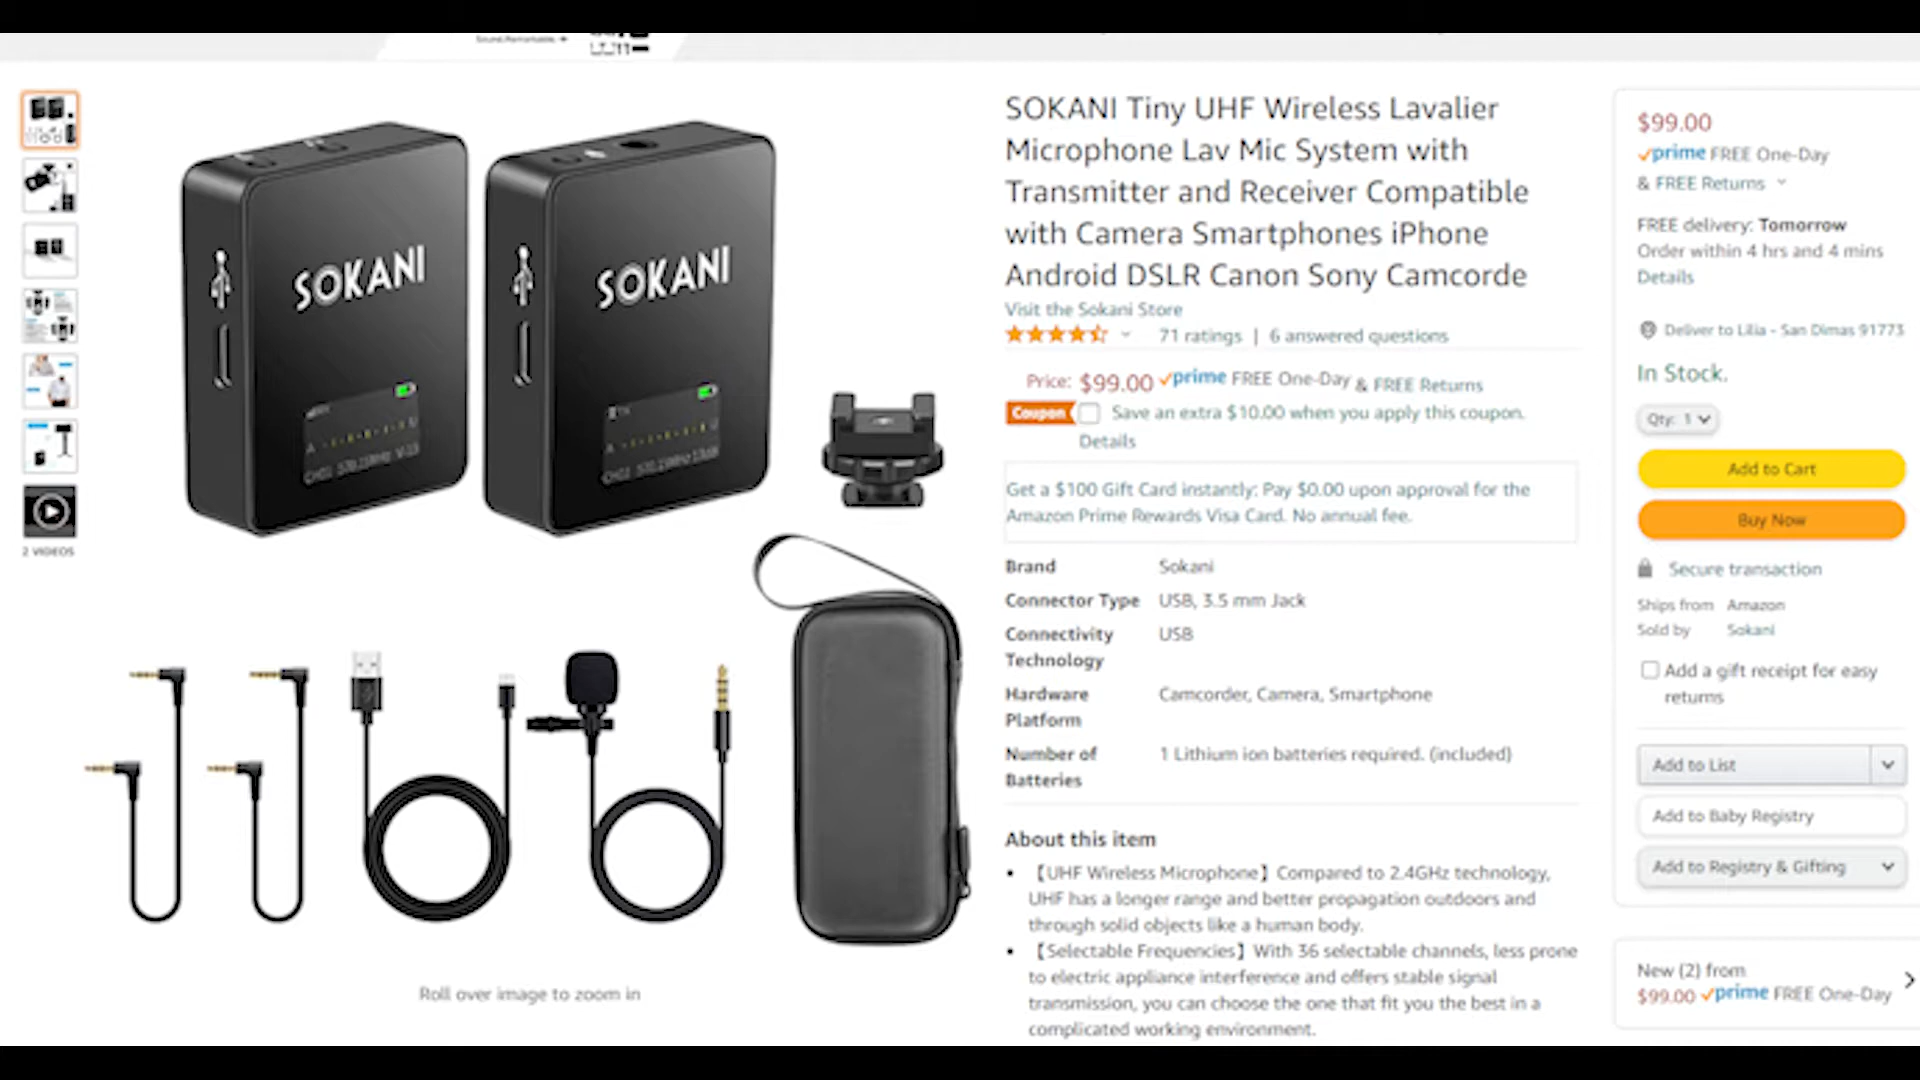 SOKANI Tiny UHF Wireless Lavalier
Microphone Lav Mic System with
Transmitter and Receiver Compatible
with Camera Smartphones iPhone
Android DSLR Canon Sony Camcorde
Visit the Sokani Store
71 ratings | 6 answered questions
Price: $99.00 prime FREE One-Day & FREE Returns
Coupon Save an extra $10.00 when you apply this coupon.
Details
Get a $100 Gift Card instantly: Pay $0.00 upon approval for the
Amazon Prime Rewards Visa Card. No annual fee.
Brand Sokani
Connector Type USB, 3.5 mm Jack
Connectivity USB
Technology
Hardware Camcorder, Camera, Smartphone
Platform
Number of 1 Lithium ion batteries required. (included)
Batteries
About this item
• 【UHF Wireless Microphone】Compared to 2.4GHz technology,
UHF has a longer range and better propagation outdoors and
through solid objects like a human body.
• 【Selectable Frequencies】With 36 selectable channels, less prone
to electric appliance interference and offers stable signal
transmission, you can choose the one that fit you the best in a
complicated working environment.
SOKANI
SOKANI
2 VIDEOS
Roll over image to zoom in
$99.00
prime FREE One-Day
& FREE Returns
FREE delivery: Tomorrow
Order within 4 hrs and 4 mins
Details
Deliver to Lilia - San Dimas 91773
In Stock.
Qty: 1
Add to Cart
Buy Now
Secure transaction
Ships from Amazon
Sold by Sokani
Add a gift receipt for easy
returns
Add to List
Add to Baby Registry
Add to Registry & Gifting
New (2) from
$99.00 prime FREE One-Day